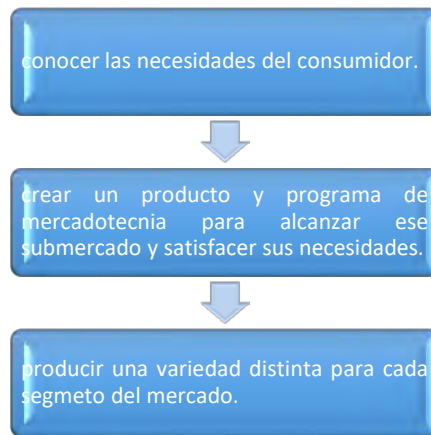 conocer las necesidades del consumidor.
crear un producto y programa de
mercadotecnia para alcanzar ese
submercado y satisfacer sus necesidades.
producir una variedad distinta para cada
segmeto del mercado.